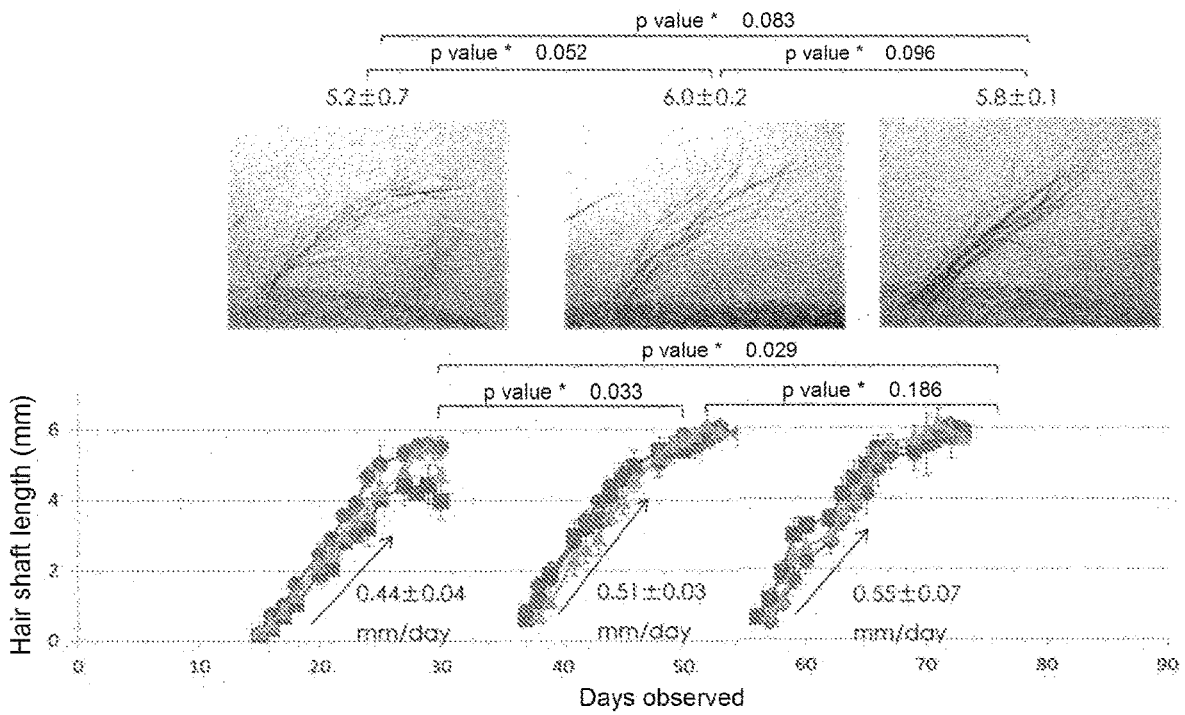 p value * 0.083
p value * 0.052 p value * 0.096
5.2±0.7 6.0±0.2 5.8±0.1
p value * 0.029
p value * 0.033 p value * 0.186
Hair shaft length (mm)
6
4
2
0
0.44±0.04 mm/day
0.51±0.03 mm/day
0.55±0.07 mm/day
0 10 20 30 40 50 60 70 80 90
Days observed